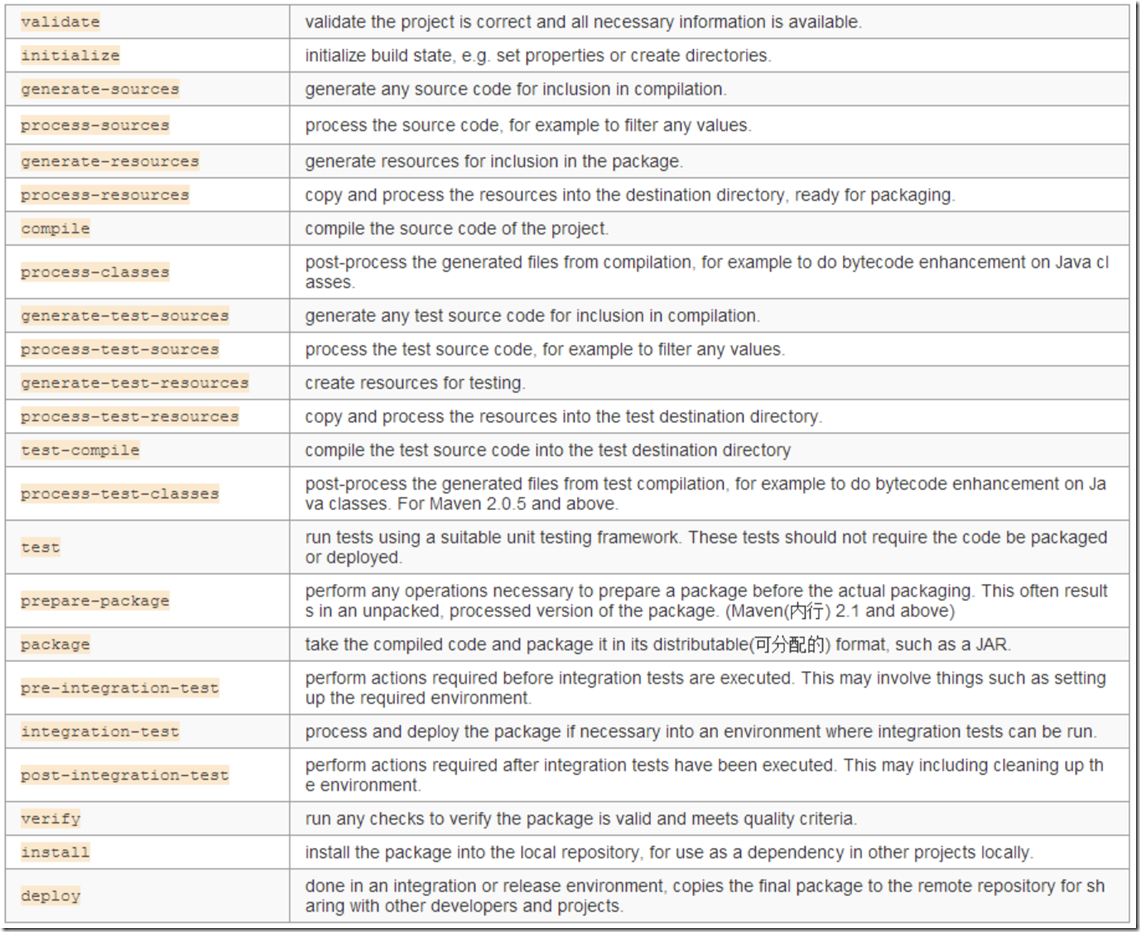 validate
validate the project is correct and all necessary information is available.
initialize
initialize build state, e.g. set properties or create directories.
generate-sources
generate any source code for inclusion in compilation.
process-sources
process the source code, for example to filter any values.
generate-resources
generate resources for inclusion in the package.
process-resources
copy and process the resources into the destination directory, ready for packaging.
compile
compile the source code of the project.
process-classes
post-process the generated files from compilation, for example to do bytecode enhancement on Java cl
asses.
generate-test-sources
generate any test source code for inclusion in compilation.
process-test-sources
process the test source code, for example to filter any values.
generate-test-resources
create resources for testing.
process-test-resources
copy and process the resources into the test destination directory.
test-compile
compile the test source code into the test destination directory
process-test-classes
post-process the generated files from test compilation, for example to do bytecode enhancement on Ja
va classes. For Maven 2.0.5 and above.
test
run tests using a suitable unit testing framework. These tests should not require the code be packaged
or deployed.
prepare-package
perform any operations necessary to prepare a package before the actual packaging. This often result
s in an unpacked, processed version of the package. (Maven(内行) 2.1 and above)
package
take the compiled code and package it in its distributable(可分配的) format, such as a JAR.
pre-integration-test
perform actions required before integration tests are executed. This may involve things such as setting
up the required environment.
integration-test
process and deploy the package if necessary into an environment where integration tests can be run.
post-integration-test
perform actions required after integration tests have been executed. This may including cleaning up th
e environment.
verify
run any checks to verify the package is valid and meets quality criteria.
install
install the package into the local repository, for use as a dependency in other projects locally.
deploy
done in an integration or release environment, copies the final package to the remote repository for sh
aring with other developers and projects.